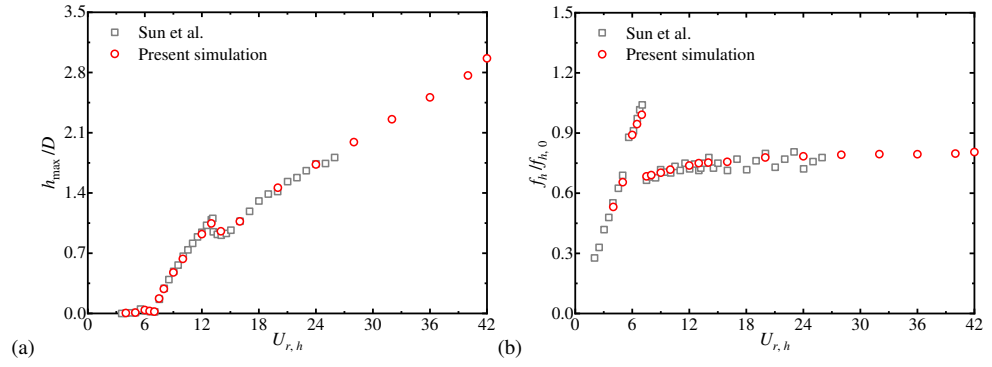 3.5
2.8
2.1
1.4
0.7
0.0
h_max/D
Sun et al.
Present simulation
0 6 12 18 24 30 36 42
U_r, h
(a)
1.5
1.2
0.9
0.6
0.3
0.0
f_h/f_h, 0
Sun et al.
Present simulation
0 6 12 18 24 30 36 42
U_r, h
(b)